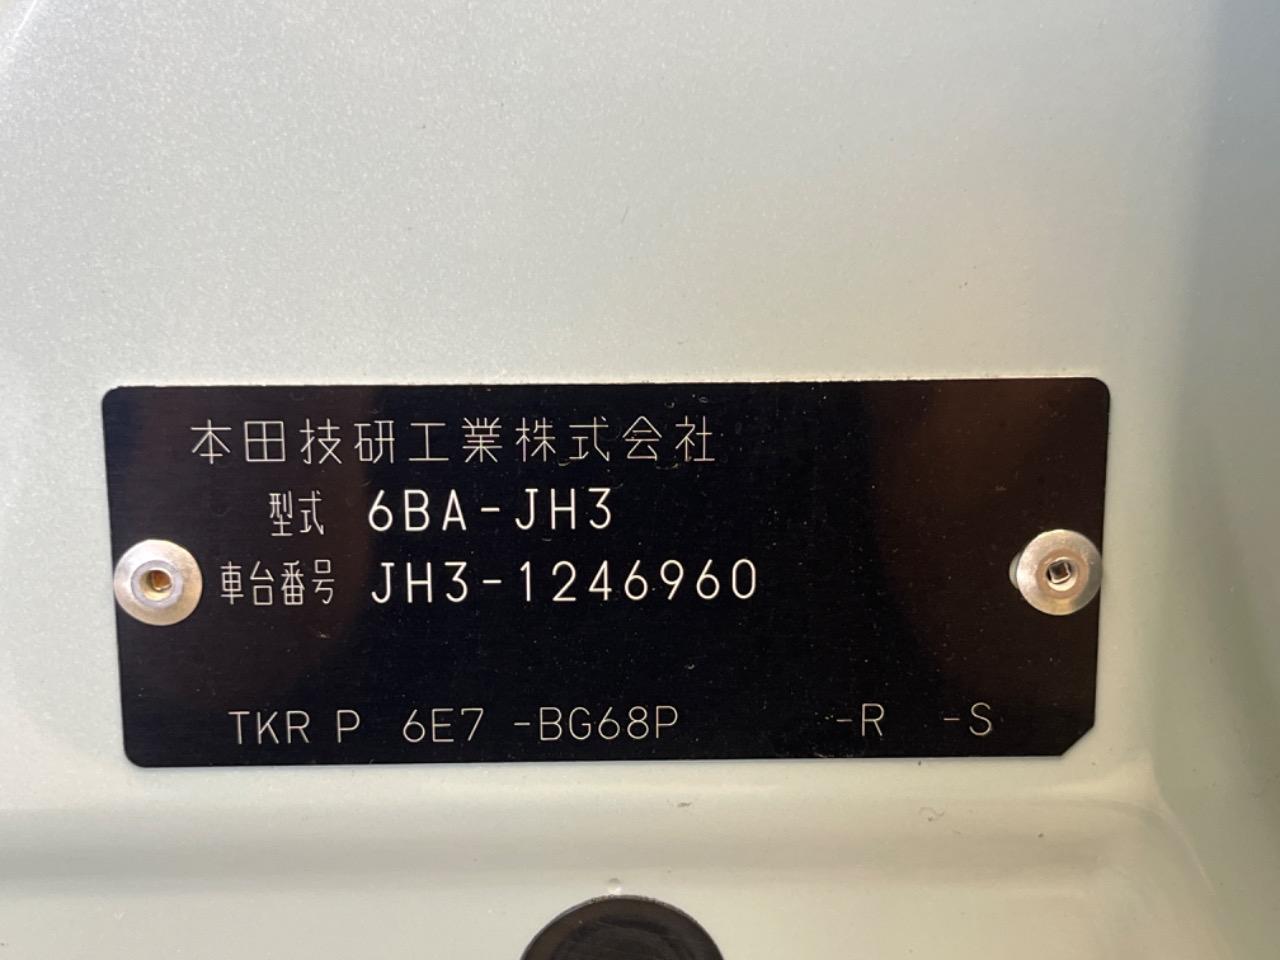 本田技研工業株式会社
型式 6BA-JH3
車台番号 JH3-1246960
TKR P 6E7 -BG68P -R -S